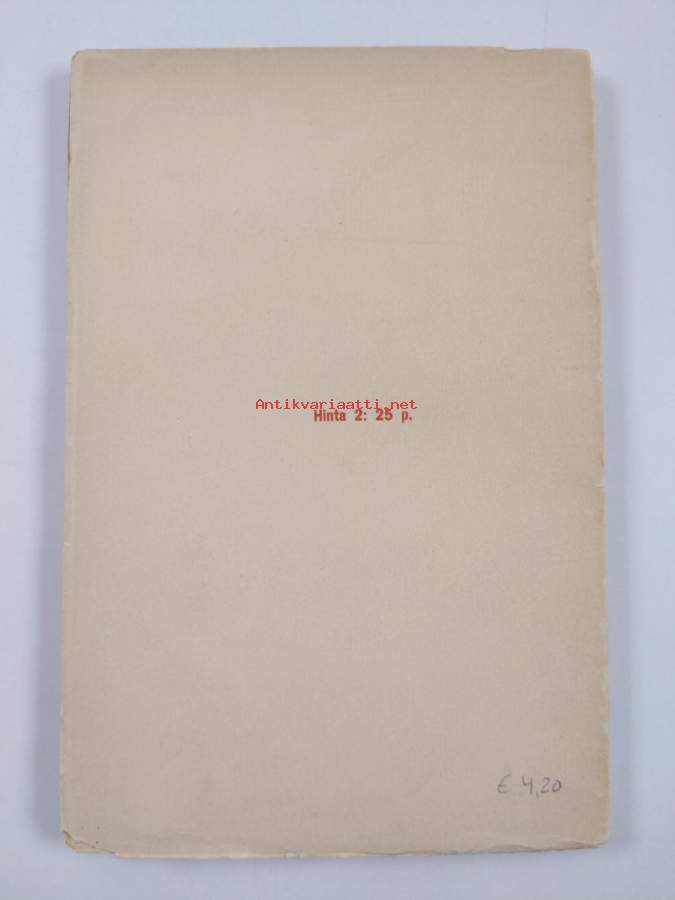 Antikvariaatti.net
Hinta 2: 25 p.
€ 4,20